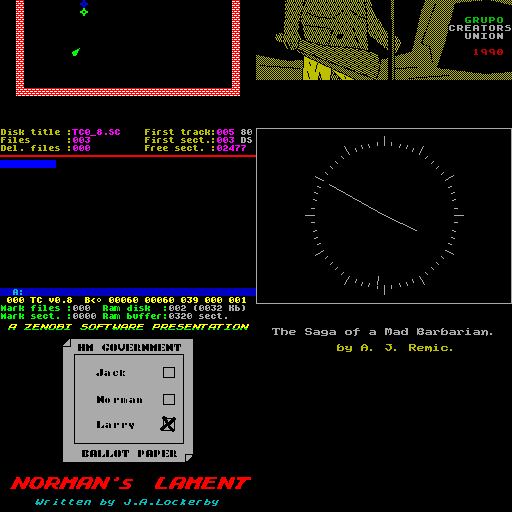 GRUPO
CREATORS
UNION
1990
Disk title :TC0_8.SC First track:005 80
Files :003 First sect.:003 DS
Del. files :000 Free sect. :02477
A:
000 TC v0.8 B<> 00060 00060 039 000 001
Mark files :000 Ram disk :002 (0032 Kb)
Mark sect. :0000 Ram buffer:0320 sect.
The Saga of a Mad Barbarian.
by A. J. Remic.
A ZENOBI SOFTWARE PRESENTATION
HM GOVERNMENT
Jack
Norman
Larry
BALLOT PAPER
NORMAN's LAMENT
Written by J.A.Lockerby